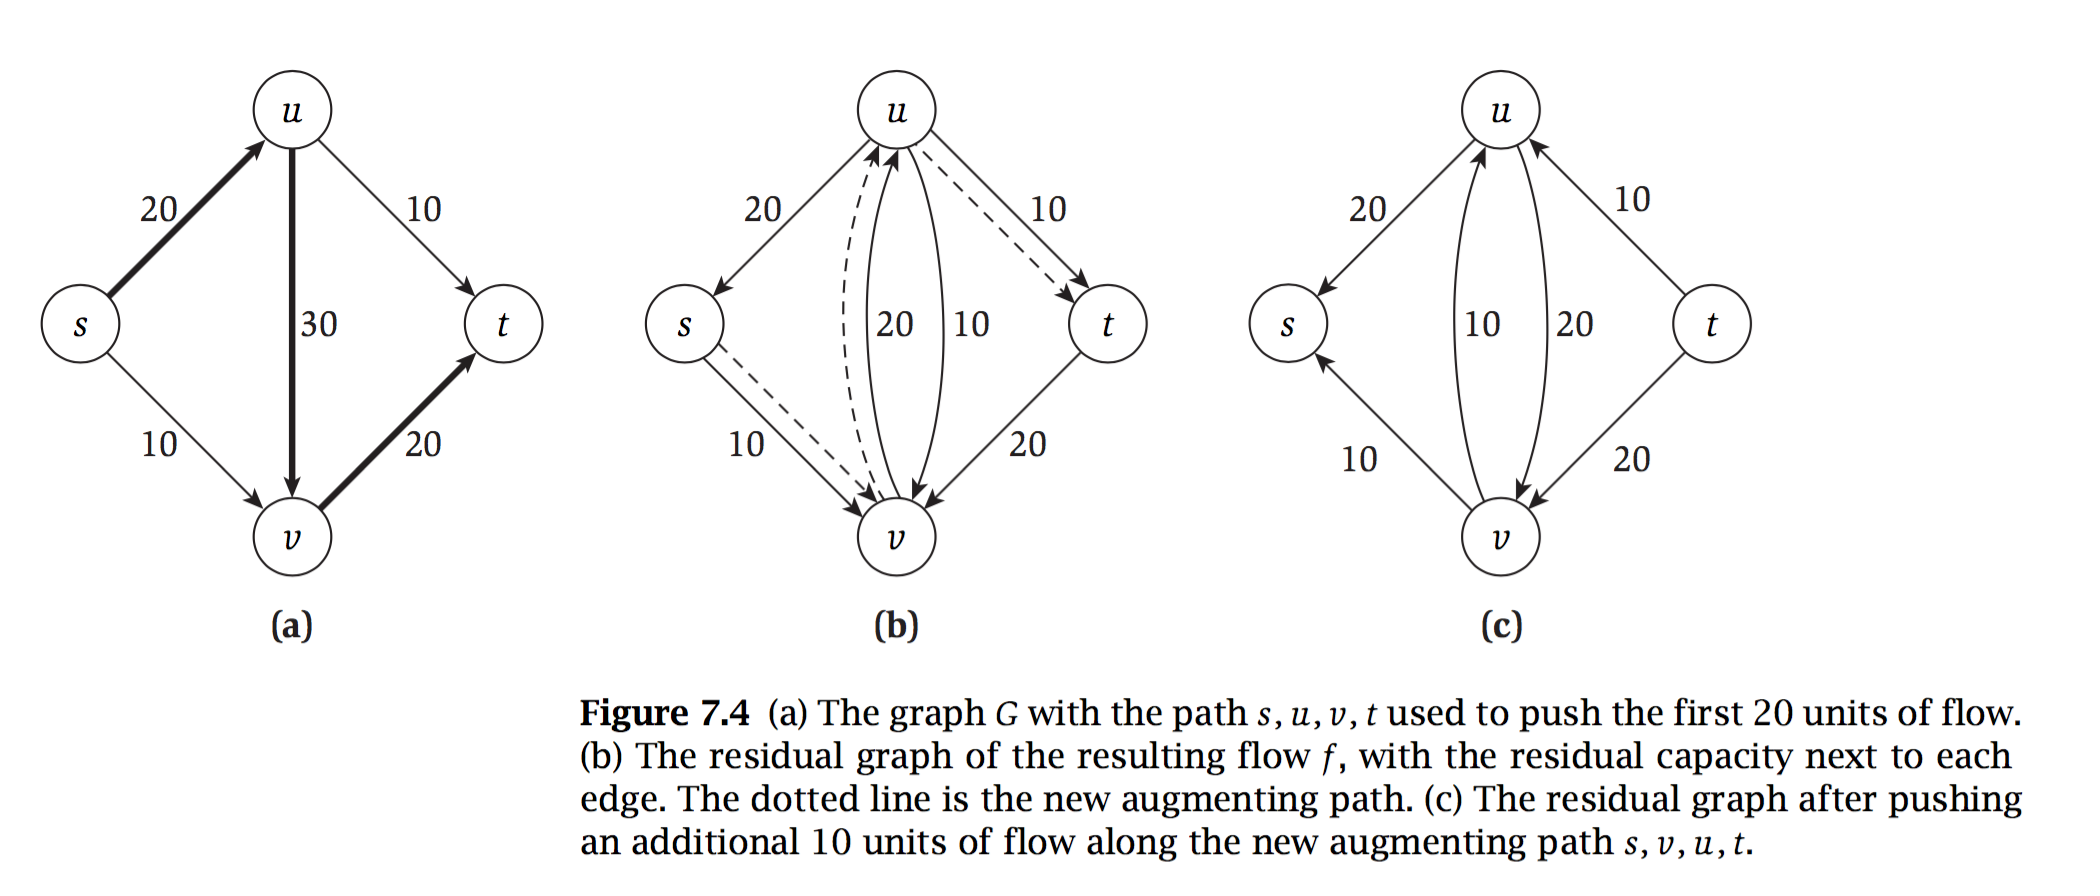 u
u
u
20
10
20
10
20
10
s
30
t
s
20
10
t
s
10
20
t
10
20
10
20
10
20
v
v
v
(a)
(b)
(c)
Figure 7.4 (a) The graph G with the path s, u, v, t used to push the first 20 units of flow.
(b) The residual graph of the resulting flow f, with the residual capacity next to each
edge. The dotted line is the new augmenting path. (c) The residual graph after pushing
an additional 10 units of flow along the new augmenting path s, v, u, t.